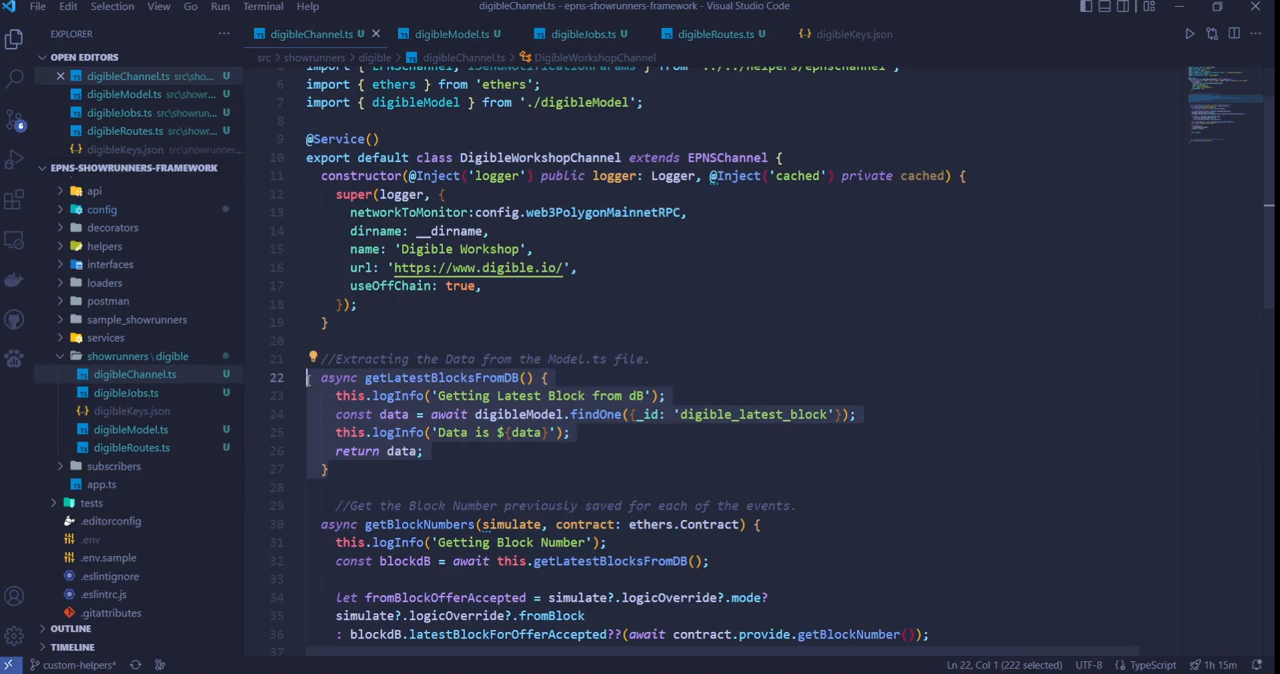 File Edit Selection View Go Run Terminal Help
digibleChannel.ts - epns-showrunners-framework - Visual Studio Code
EXPLORER
digibleChannel.ts U
digibleModel.ts U
digibleJobs.ts U
digibleRoutes.ts U
digibleKeys.json
OPEN EDITORS
src > showrunners > digible > digibleChannel.ts > DigibleWorkshopChannel
digibleChannel.ts src\sho... U
digibleModel.ts src\showr... U
digibleJobs.ts src\showrun... U
digibleRoutes.ts src\showr... U
digibleKeys.json src\showrunner...
EPNS-SHOWRUNNERS-FRAMEWORK
api
config
decorators
helpers
interfaces
loaders
postman
sample_showrunners
services
showrunners \ digible
digibleChannel.ts U
digibleJobs.ts U
digibleKeys.json
digibleModel.ts U
digibleRoutes.ts U
subscribers
app.ts
tests
.editorconfig
.env
.env.sample
.eslintignore
.eslintrc.js
.gitattributes
OUTLINE
TIMELINE
6 import { ethers } from 'ethers';
7 import { digibleModel } from './digibleModel';
8
9 @Service()
10 export default class DigibleWorkshopChannel extends EPNSChannel {
11 constructor(@Inject('logger') public logger: Logger, @Inject('cached') private cached) {
12 super(logger, {
13 networkToMonitor:config.web3PolygonMainnetRPC,
14 dirname: __dirname,
15 name: 'Digible Workshop',
16 url: 'https://www.digible.io/',
17 useOffChain: true,
18 });
19 }
20
21 //Extracting the Data from the Model.ts file.
22 async getLatestBlocksFromDB() {
23 this.logInfo('Getting Latest Block from dB');
24 const data = await digibleModel.findOne({_id: 'digible_latest_block'});
25 this.logInfo('Data is ${data}');
26 return data;
27 }
28
29 //Get the Block Number previously saved for each of the events.
30 async getBlockNumbers(simulate, contract: ethers.Contract) {
31 this.logInfo('Getting Block Number');
32 const blockdB = await this.getLatestBlocksFromDB();
33
34 let fromBlockOfferAccepted = simulate?.logicOverride?.mode?
35 simulate?.logicOverride?.fromBlock
36 : blockdB.latestBlockForOfferAccepted??(await contract.provide.getBlockNumber());
37
6
custom-helpers*
Ln 22, Col 1 (222 selected) UTF-8 TypeScript 1h 15m